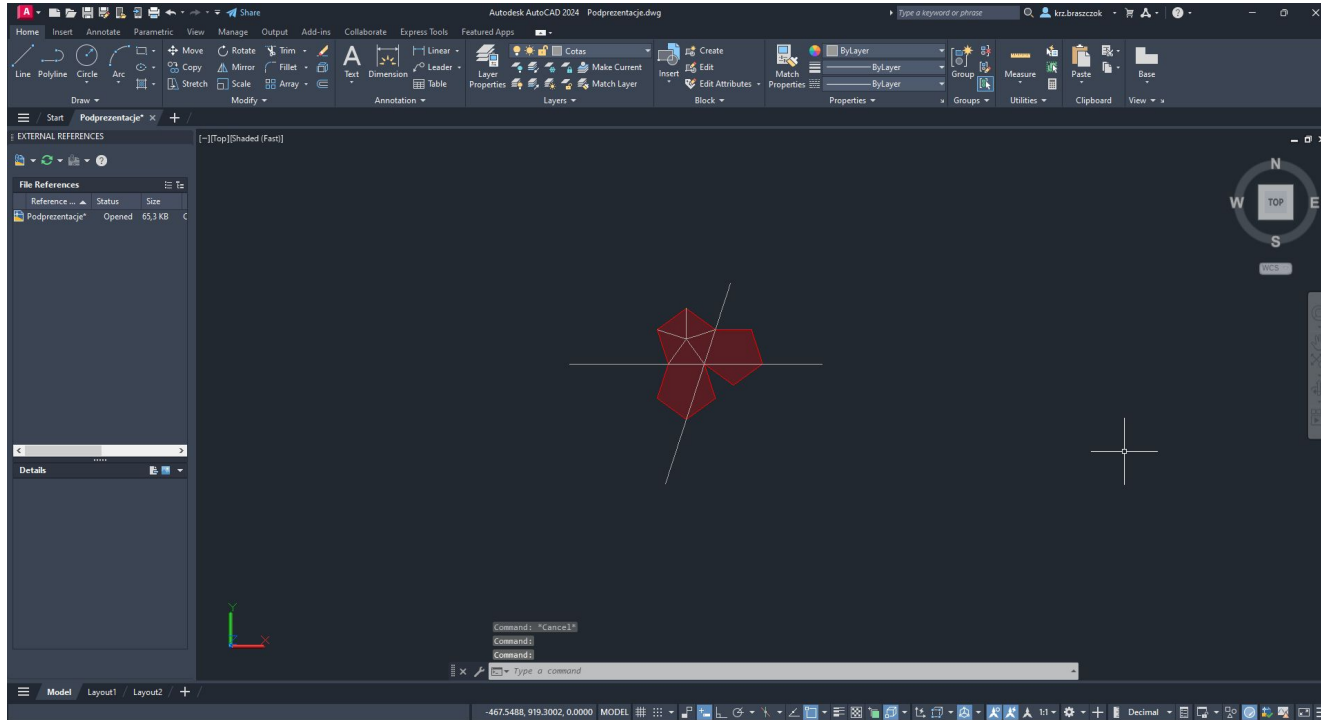 Share Autodesk AutoCAD 2024 Podprezentacje.dwg Type a keyword or phrase krz.braszczok
Home Insert Annotate Parametric View Manage Output Add-ins Collaborate Express Tools Featured Apps
Move Rotate Trim Linear Cotas Create ByLayer
Line Polyline Circle Arc Copy Mirror Fillet Text Dimension Leader Layer Properties Make Current Insert Edit Match Properties ByLayer Group Measure Paste Base
Stretch Scale Array Table Match Layer Edit Attributes ByLayer
Draw Modify Annotation Layers Block Properties Groups Utilities Clipboard View
Start Podprezentacje*
EXTERNAL REFERENCES [−][Top][Shaded (Fast)]
N
File References
Reference ... Status Size
W TOP E
Podprezentacje* Opened 65,3 KB
S
WCS
Details
Y
X
Command: *Cancel*
Command:
Command:
Type a command
Model Layout1 Layout2
-467.5488, 919.3002, 0.0000 MODEL 1:1 Decimal